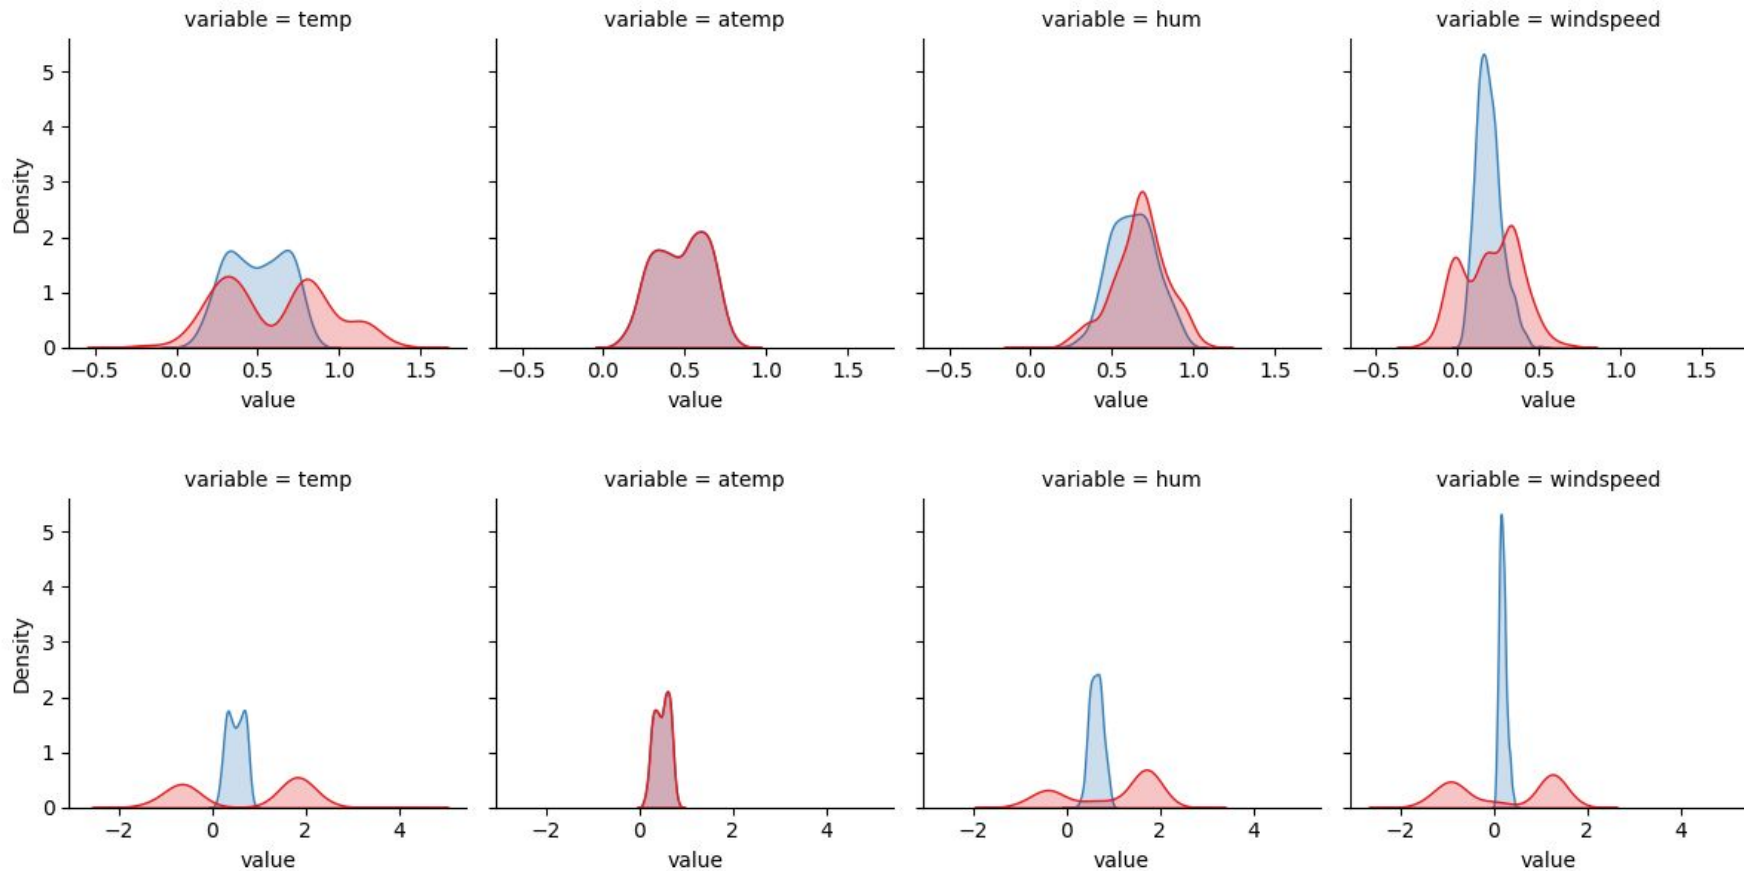 variable = temp
variable = atemp
variable = hum
variable = windspeed
Density
5
4
3
2
1
0
−0.5 0.0 0.5 1.0 1.5
−0.5 0.0 0.5 1.0 1.5
−0.5 0.0 0.5 1.0 1.5
−0.5 0.0 0.5 1.0 1.5
value
value
value
value
variable = temp
variable = atemp
variable = hum
variable = windspeed
Density
5
4
3
2
1
0
−2 0 2 4
−2 0 2 4
−2 0 2 4
−2 0 2 4
value
value
value
value